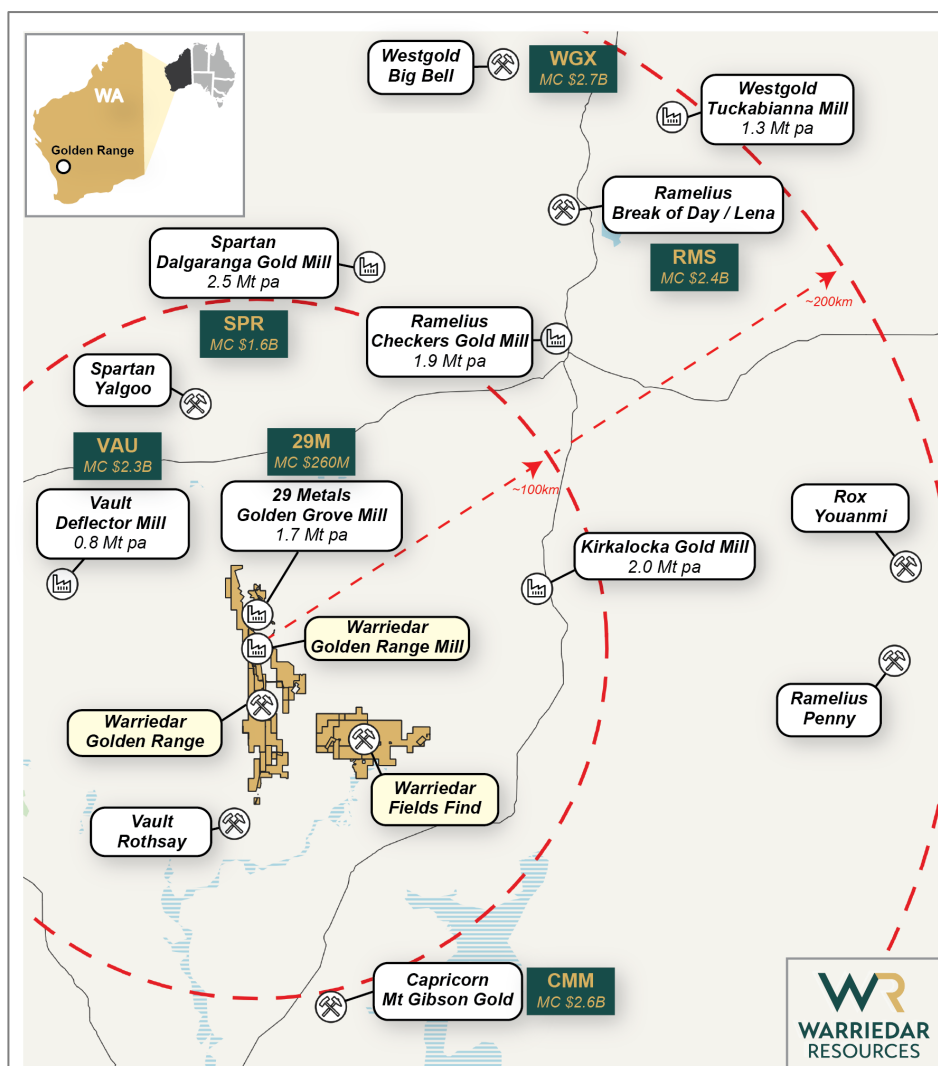 WA
Golden Range
Westgold
Big Bell
WGX
MC $2.7B
Westgold
Tuckabianna Mill
1.3 Mt pa
Ramelius
Break of Day / Lena
RMS
MC $2.4B
Spartan
Dalgaranga Gold Mill
2.5 Mt pa
SPR
MC $1.6B
~200km
Ramelius
Checkers Gold Mill
1.9 Mt pa
Spartan
Yalgoo
VAU
MC $2.3B
29M
MC $260M
Vault
Deflector Mill
0.8 Mt pa
29 Metals
Golden Grove Mill
1.7 Mt pa
~100km
Rox
Youanmi
Kirkalocka Gold Mill
2.0 Mt pa
Warriedar
Golden Range Mill
Ramelius
Penny
Warriedar
Golden Range
Warriedar
Fields Find
Vault
Rothsay
Capricorn
Mt Gibson Gold
CMM
MC $2.6B
WR
WARRIEDAR
RESOURCES